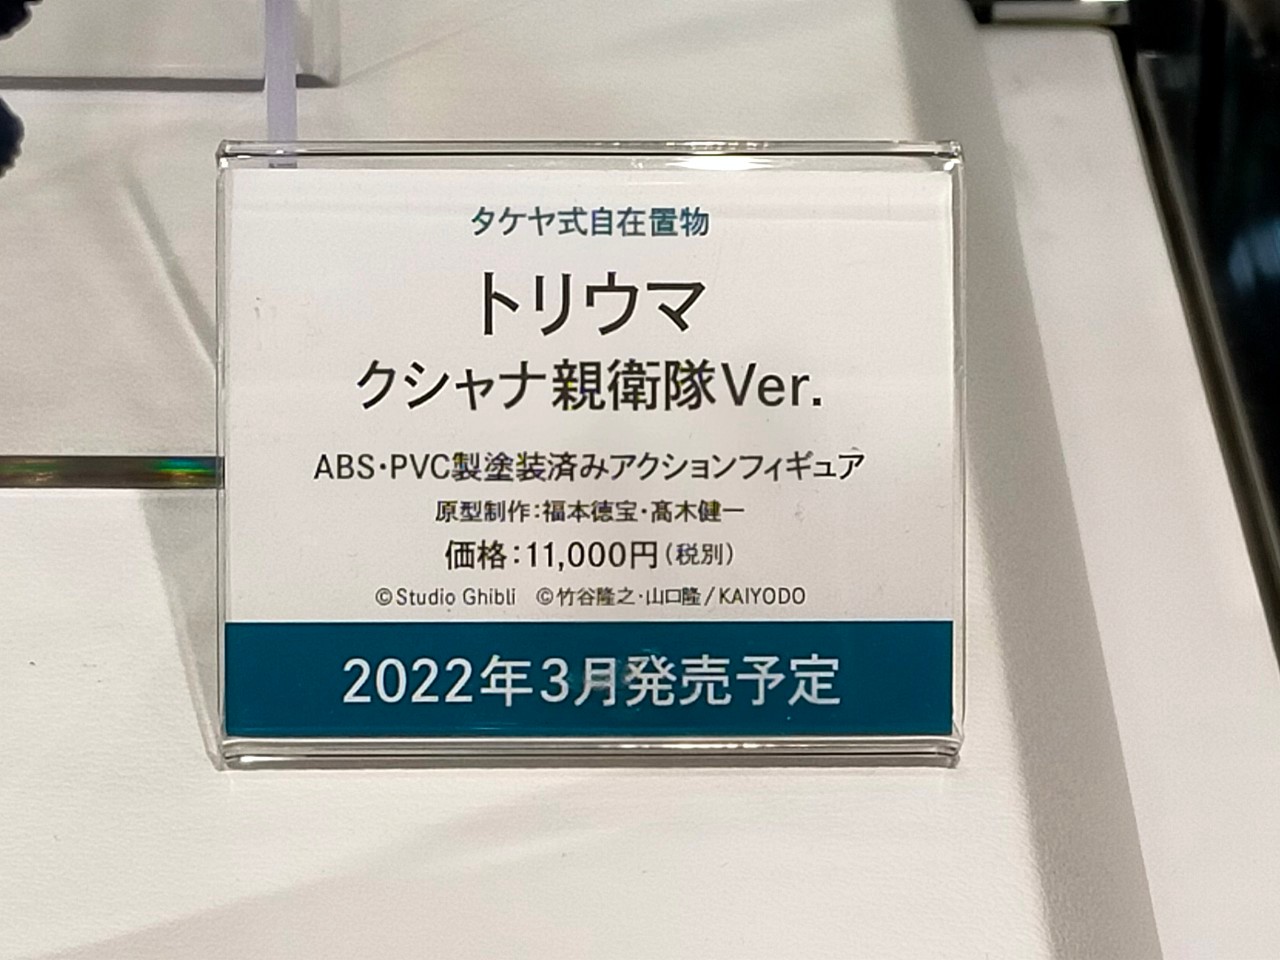 タケヤ式自在置物
トリウマ
クシャナ親衛隊Ver.
ABS・PVC製塗装済みアクションフィギュア
原型制作：福本徳宝・髙木健一
価格：11,000円（税別）
©Studio Ghibli ©竹谷隆之・山口隆/KAIYODO
2022年3月発売予定